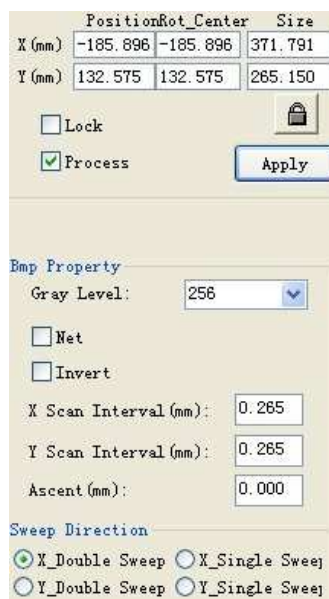 PositionRot_Center Size
X(mm) -185.896 -185.896 371.791
Y(mm) 132.575 132.575 265.150
Lock
Process Apply
Bmp Property
Gray Level: 256
Net
Invert
X Scan Interval(mm): 0.265
Y Scan Interval(mm): 0.265
Ascent(mm): 0.000
Sweep Direction
X_Double Sweep X_Single Sweep
Y_Double Sweep Y_Single Sweep